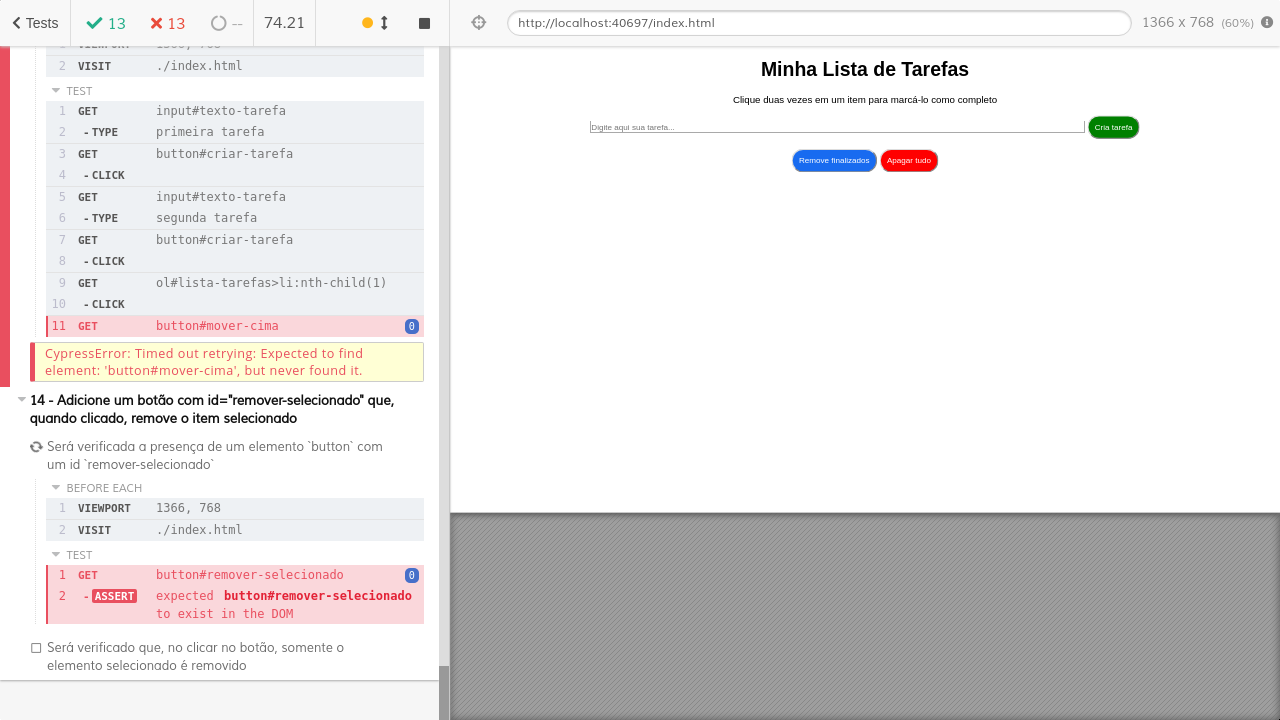 Tests 13 13 -- 74.21
http://localhost:40697/index.html 1366 x 768 (60%)
1 VIEWPORT 1366, 768
2 VISIT ./index.html
TEST
1 GET input#texto-tarefa
2 - TYPE primeira tarefa
3 GET button#criar-tarefa
4 - CLICK
5 GET input#texto-tarefa
6 - TYPE segunda tarefa
7 GET button#criar-tarefa
8 - CLICK
9 GET ol#lista-tarefas>li:nth-child(1)
10 - CLICK
11 GET button#mover-cima 0
CypressError: Timed out retrying: Expected to find
element: 'button#mover-cima', but never found it.
14 - Adicione um botão com id="remover-selecionado" que,
quando clicado, remove o item selecionado
Será verificada a presença de um elemento `button` com
um id `remover-selecionado`
BEFORE EACH
1 VIEWPORT 1366, 768
2 VISIT ./index.html
TEST
1 GET button#remover-selecionado 0
2 - ASSERT expected button#remover-selecionado
to exist in the DOM
Será verificado que, no clicar no botão, somente o
elemento selecionado é removido
Minha Lista de Tarefas
Clique duas vezes em um item para marcá-lo como completo
Digite aqui sua tarefa... Cria tarefa
Remove finalizados Apagar tudo